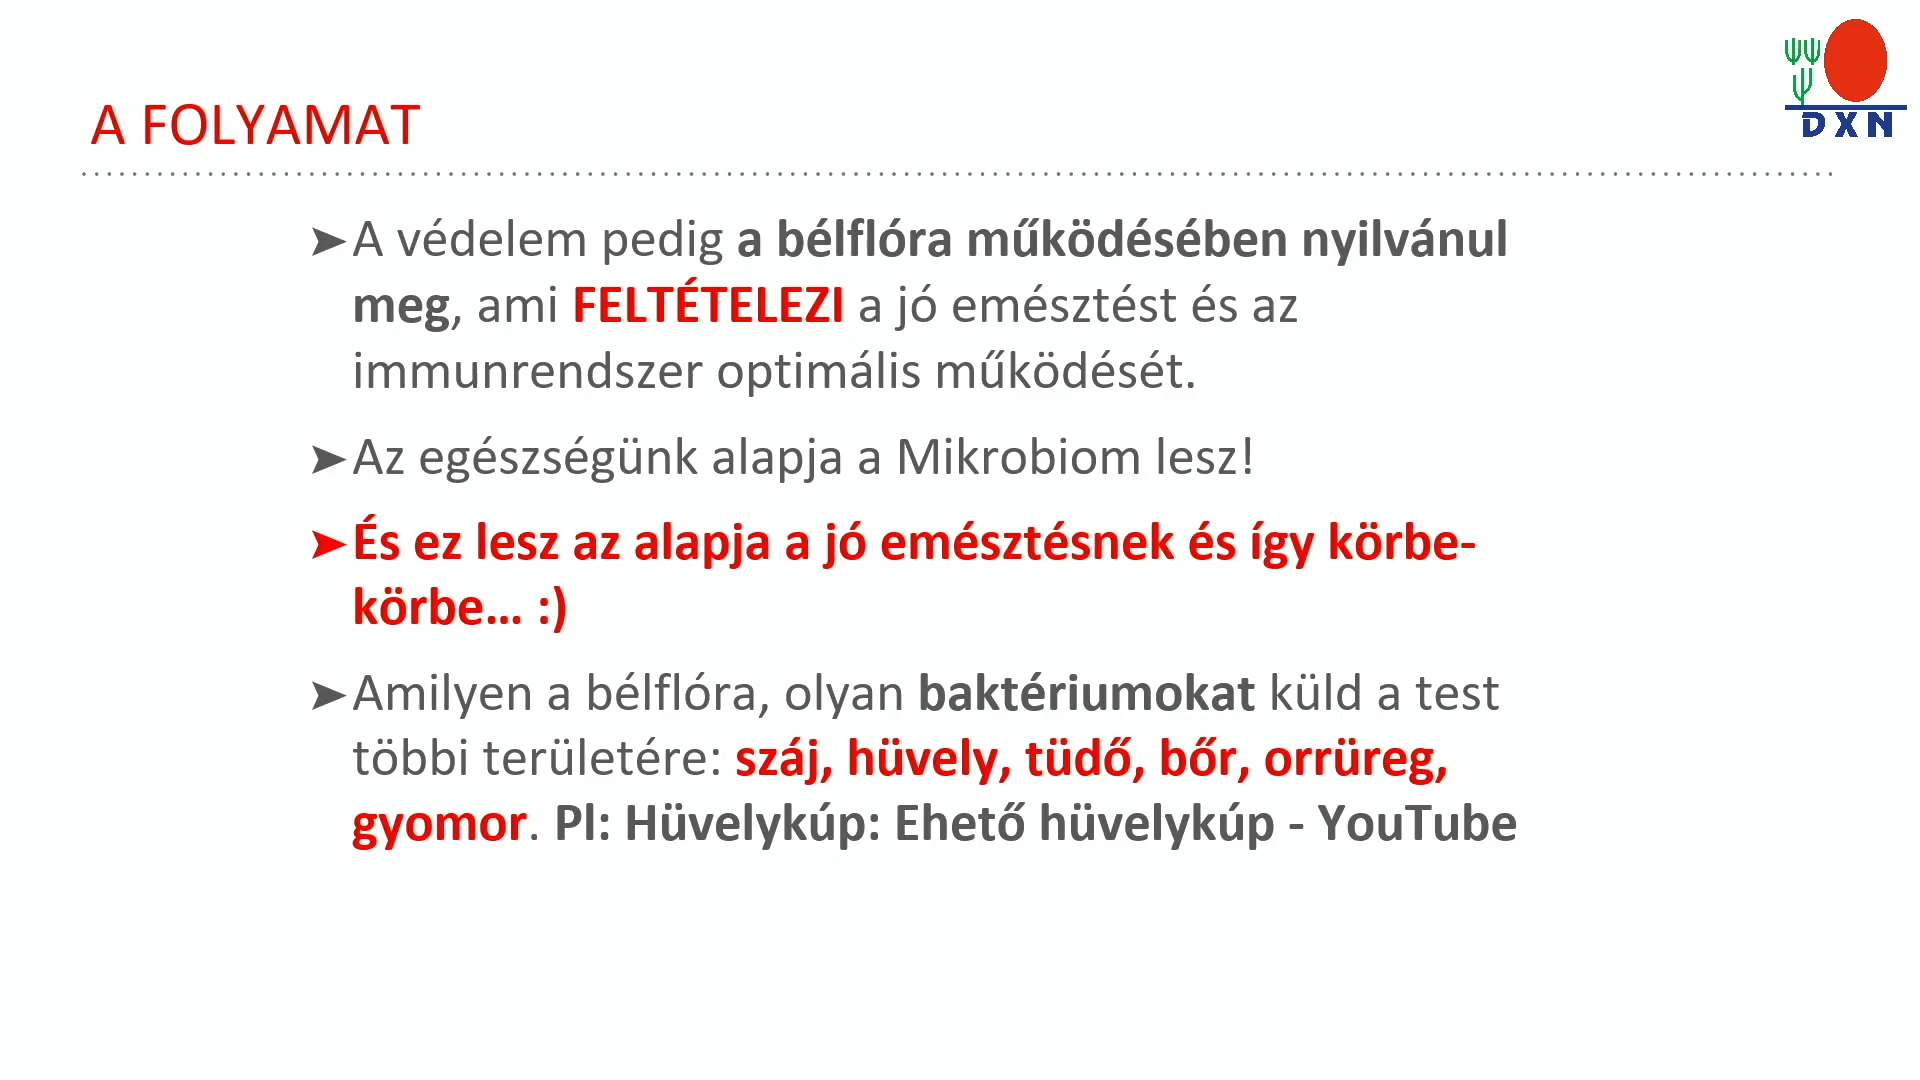 DXN
A FOLYAMAT
➤A védelem pedig a bélflóra működésében nyilvánul
meg, ami FELTÉTELEZI a jó emésztést és az
immunrendszer optimális működését.
➤Az egészségünk alapja a Mikrobiom lesz!
➤És ez lesz az alapja a jó emésztésnek és így körbe-
körbe… :)
➤Amilyen a bélflóra, olyan baktériumokat küld a test
többi területére: száj, hüvely, tüdő, bőr, orrüreg,
gyomor. Pl: Hüvelykúp: Ehető hüvelykúp - YouTube